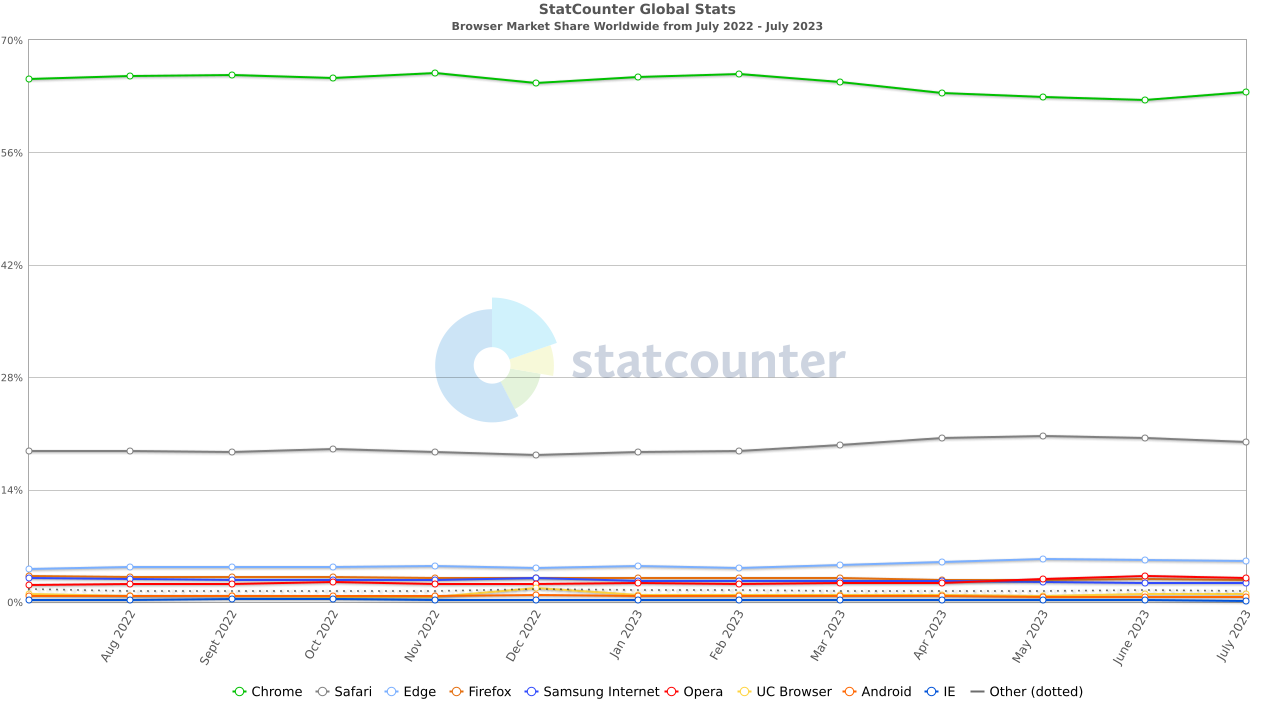 StatCounter Global Stats
Browser Market Share Worldwide from July 2022 - July 2023
70%
56%
42%
28%
14%
0%
statcounter
Aug 2022
Sept 2022
Oct 2022
Nov 2022
Dec 2022
Jan 2023
Feb 2023
Mar 2023
Apr 2023
May 2023
June 2023
July 2023
Chrome Safari Edge Firefox Samsung Internet Opera UC Browser Android IE Other (dotted)